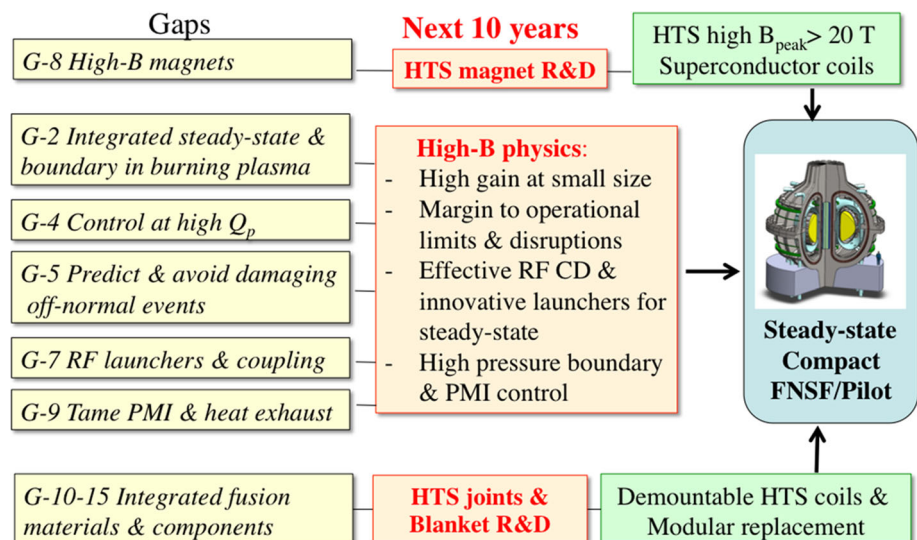 Gaps
Next 10 years
G-8 High-B magnets
HTS magnet R&D
HTS high Bpeak> 20 T
Superconductor coils
G-2 Integrated steady-state &
boundary in burning plasma
G-4 Control at high Qp
G-5 Predict & avoid damaging
off-normal events
G-7 RF launchers & coupling
G-9 Tame PMI & heat exhaust
High-B physics:
- High gain at small size
- Margin to operational
limits & disruptions
- Effective RF CD &
innovative launchers for
steady-state
- High pressure boundary
& PMI control
Steady-state
Compact
FNSF/Pilot
G-10-15 Integrated fusion
materials & components
HTS joints &
Blanket R&D
Demountable HTS coils &
Modular replacement